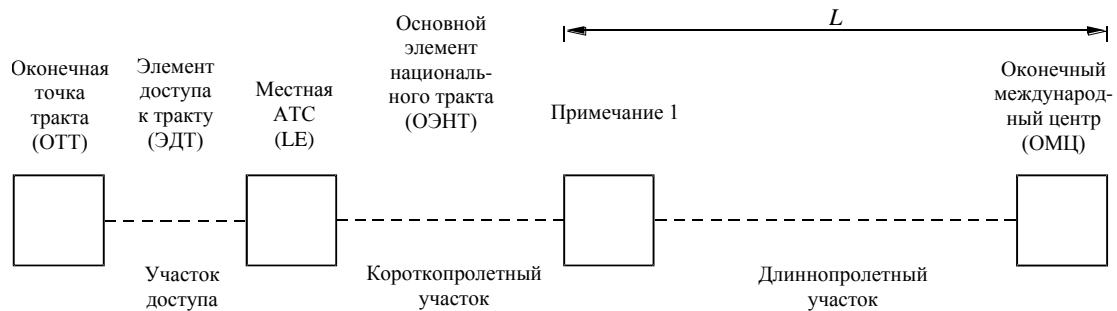 L
Оконечная
точка
тракта
(ОТТ)
Элемент
доступа
к тракту
(ЭДТ)
Местная
АТС
(LE)
Основной
элемент
националь-
ного тракта
(ОЭНТ)
Примечание 1
Оконечный
международ-
ный центр
(ОМЦ)
Участок
доступа
Короткопролетный
участок
Длиннопролетный
участок